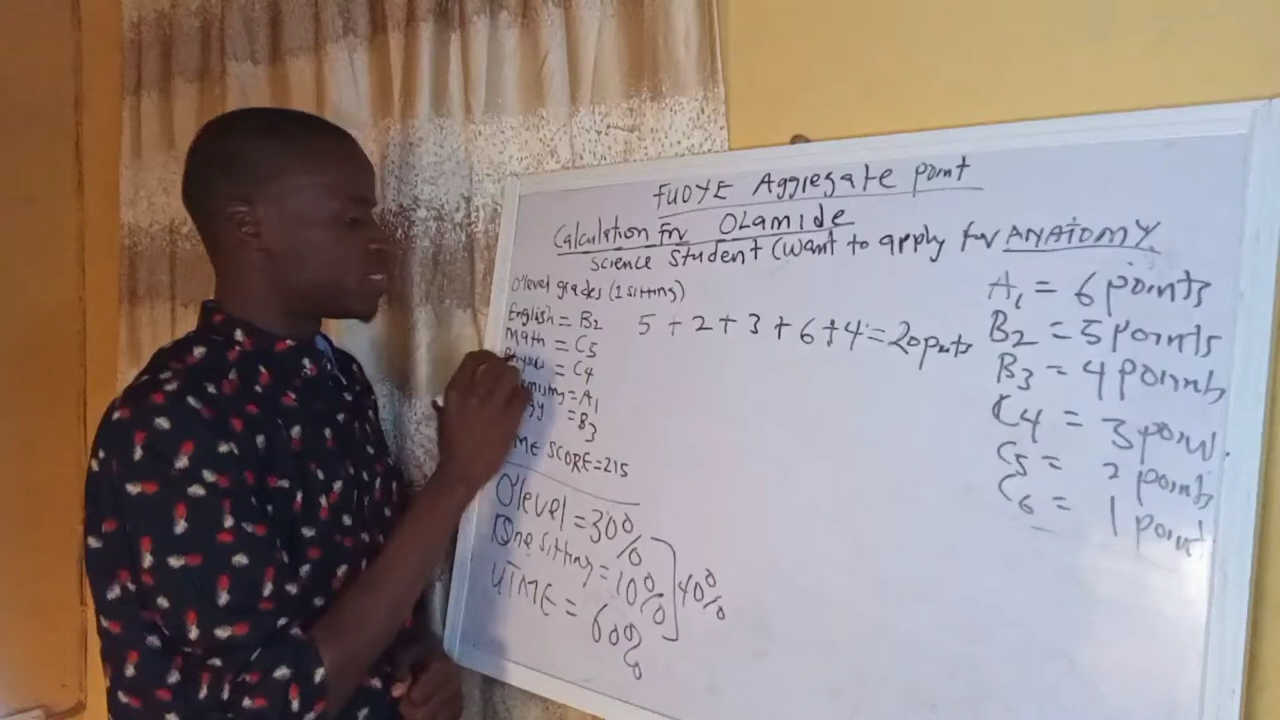 FUOYE Aggregate point
Calculation For OLamide
Science Student (want to apply for ANATOMY
O'level grades (1 sitting)
English = B2
Math = C5
= C4
= A1
= B3
SCORE = 215
5 + 2 + 3 + 6 + 4 = 20 points
A1 = 6 points
B2 = 5 points
B3 = 4 points
C4 = 3 point.
C5 = 2 points
C6 = 1 point
O'level = 30%
One sitting = 10%
40%
UTME = 60%